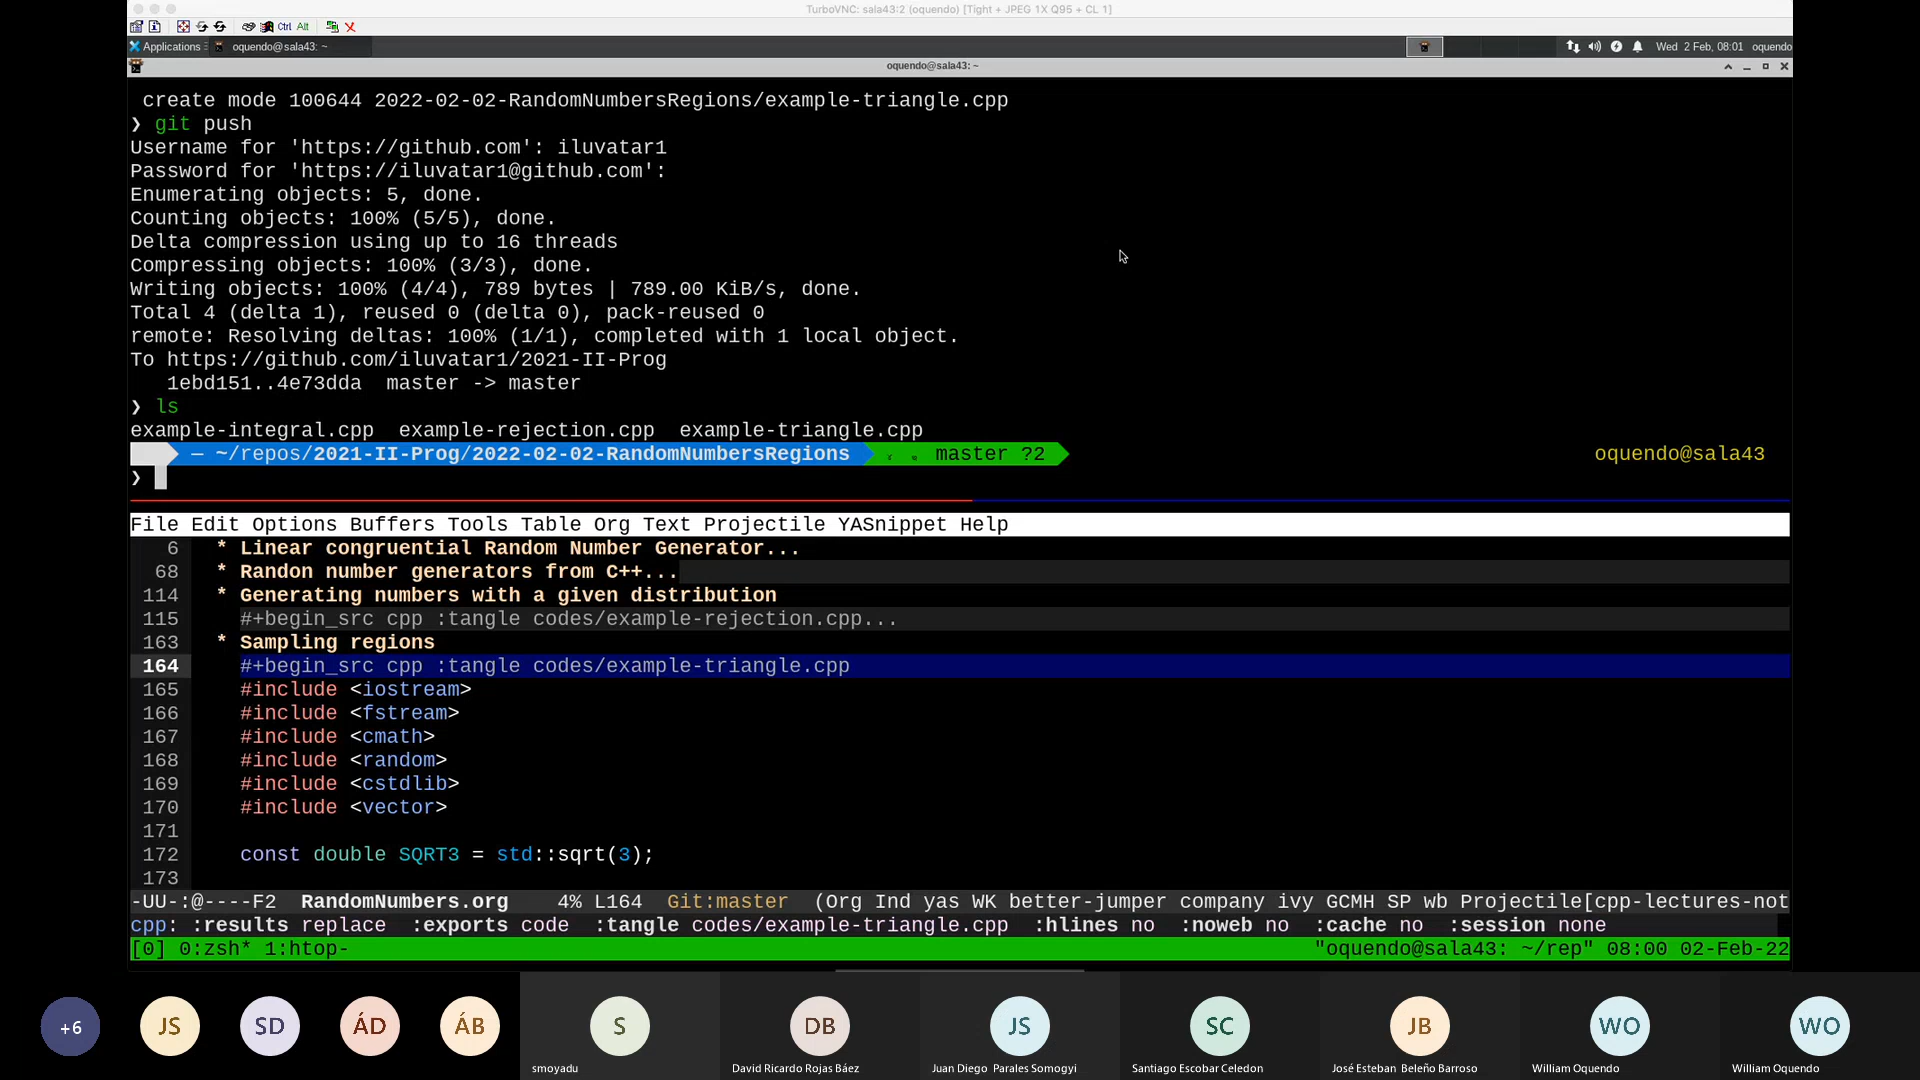 TurboVNC: sala43:2 (oquendo) [Tight + JPEG 1X Q95 + CL 1]
Ctrl Alt
Applications oquendo@sala43: ~ Wed 2 Feb, 08:01 oquendo
oquendo@sala43: ~
create mode 100644 2022-02-02-RandomNumbersRegions/example-triangle.cpp
❯ git push
Username for 'https://github.com': iluvatar1
Password for 'https://iluvatar1@github.com':
Enumerating objects: 5, done.
Counting objects: 100% (5/5), done.
Delta compression using up to 16 threads
Compressing objects: 100% (3/3), done.
Writing objects: 100% (4/4), 789 bytes | 789.00 KiB/s, done.
Total 4 (delta 1), reused 0 (delta 0), pack-reused 0
remote: Resolving deltas: 100% (1/1), completed with 1 local object.
To https://github.com/iluvatar1/2021-II-Prog
1ebd151..4e73dda  master -> master
❯ ls
example-integral.cpp  example-rejection.cpp  example-triangle.cpp
— ~/repos/2021-II-Prog/2022-02-02-RandomNumbersRegions master ?2 oquendo@sala43
❯
File Edit Options Buffers Tools Table Org Text Projectile YASnippet Help
6 * Linear congruential Random Number Generator...
68 * Randon number generators from C++...
114 * Generating numbers with a given distribution
115 #+begin_src cpp :tangle codes/example-rejection.cpp...
163 * Sampling regions
164 #+begin_src cpp :tangle codes/example-triangle.cpp
165 #include <iostream>
166 #include <fstream>
167 #include <cmath>
168 #include <random>
169 #include <cstdlib>
170 #include <vector>
171
172 const double SQRT3 = std::sqrt(3);
173
-UU-:@----F2  RandomNumbers.org    4% L164  Git:master  (Org Ind yas WK better-jumper company ivy GCMH SP wb Projectile[cpp-lectures-not
cpp: :results replace  :exports code  :tangle codes/example-triangle.cpp  :hlines no  :noweb no  :cache no  :session none
[0] 0:zsh* 1:htop- "oquendo@sala43: ~/rep" 08:00 02-Feb-22
+6 JS SD ÁD ÁB S DB JS SC JB WO WO
smoyadu David Ricardo Rojas Báez Juan Diego Parales Somogyi Santiago Escobar Celedon José Esteban Beleño Barroso William Oquendo William Oquendo